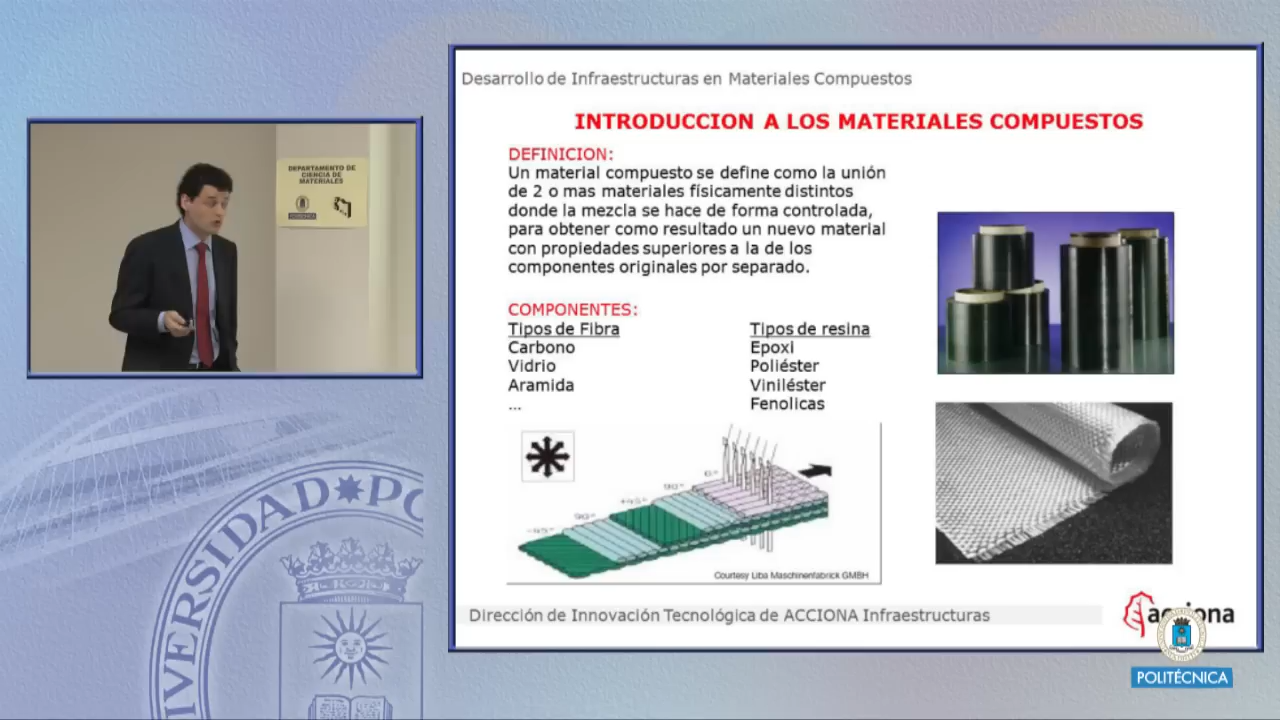 Desarrollo de Infraestructuras en Materiales Compuestos
INTRODUCCION A LOS MATERIALES COMPUESTOS
DEFINICION:
Un material compuesto se define como la unión
de 2 o mas materiales físicamente distintos
donde la mezcla se hace de forma controlada,
para obtener como resultado un nuevo material
con propiedades superiores a la de los
componentes originales por separado.
COMPONENTES:
Tipos de Fibra
Carbono
Vidrio
Aramida
...
Tipos de resina
Epoxi
Poliéster
Viniléster
Fenolicas
Courtesy Liba Maschinenfabrick GMBH
Dirección de Innovación Tecnológica de ACCIONA Infraestructuras
POLITÉCNICA
DEPARTAMENTO DE
CIENCIA DE
MATERIALES
POLITÉCNICA